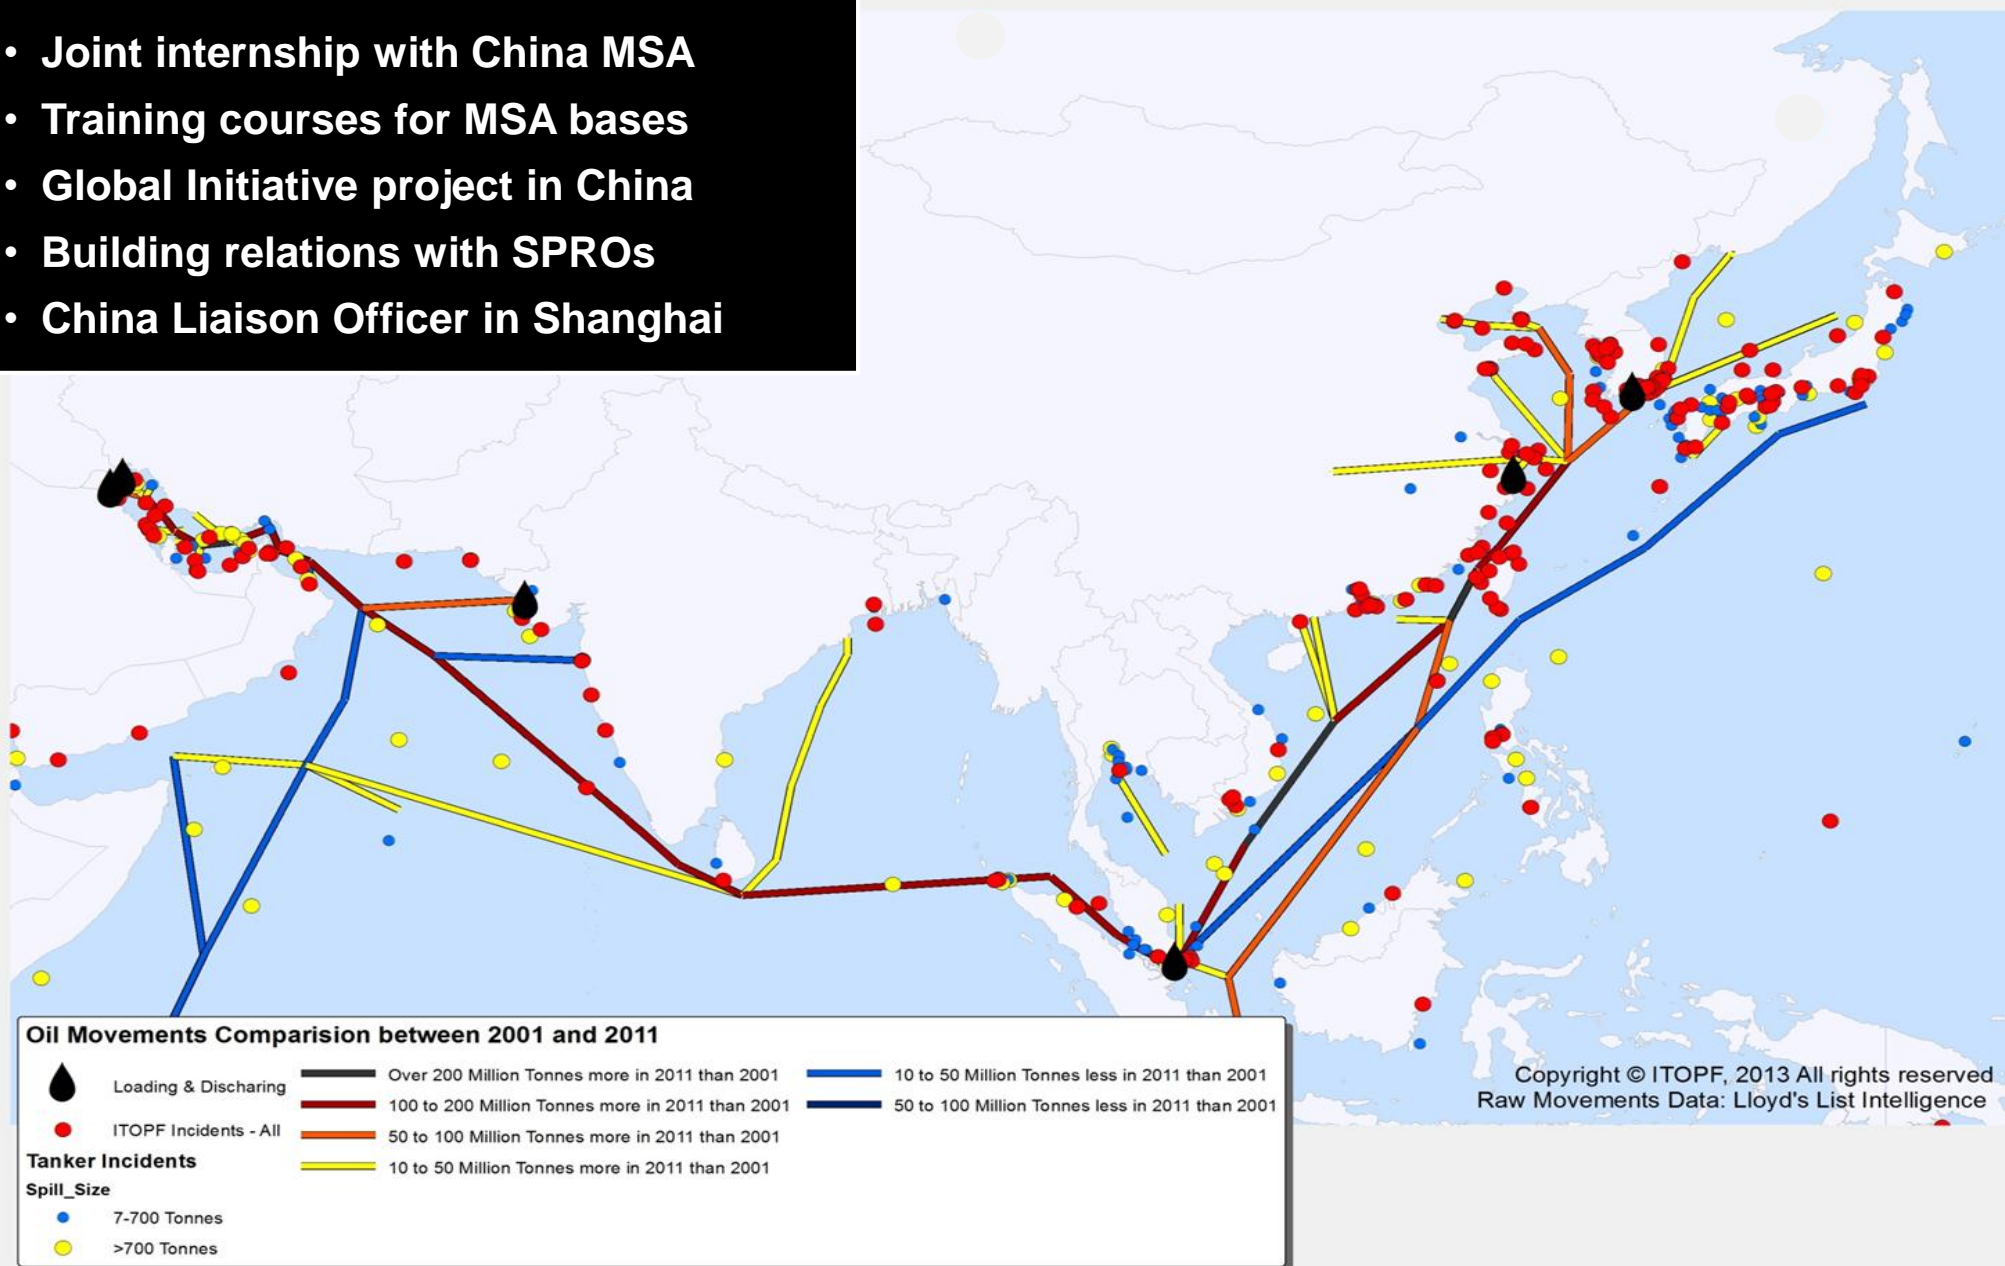 • Joint internship with China MSA
• Training courses for MSA bases
• Global Initiative project in China
• Building relations with SPROs
• China Liaison Officer in Shanghai
Oil Movements Comparision between 2001 and 2011
Loading & Discharing
ITOPF Incidents - All
Tanker Incidents
Spill_Size
7-700 Tonnes
>700 Tonnes
Over 200 Million Tonnes more in 2011 than 2001
100 to 200 Million Tonnes more in 2011 than 2001
50 to 100 Million Tonnes more in 2011 than 2001
10 to 50 Million Tonnes more in 2011 than 2001
10 to 50 Million Tonnes less in 2011 than 2001
50 to 100 Million Tonnes less in 2011 than 2001
Copyright © ITOPF, 2013 All rights reserved
Raw Movements Data: Lloyd's List Intelligence